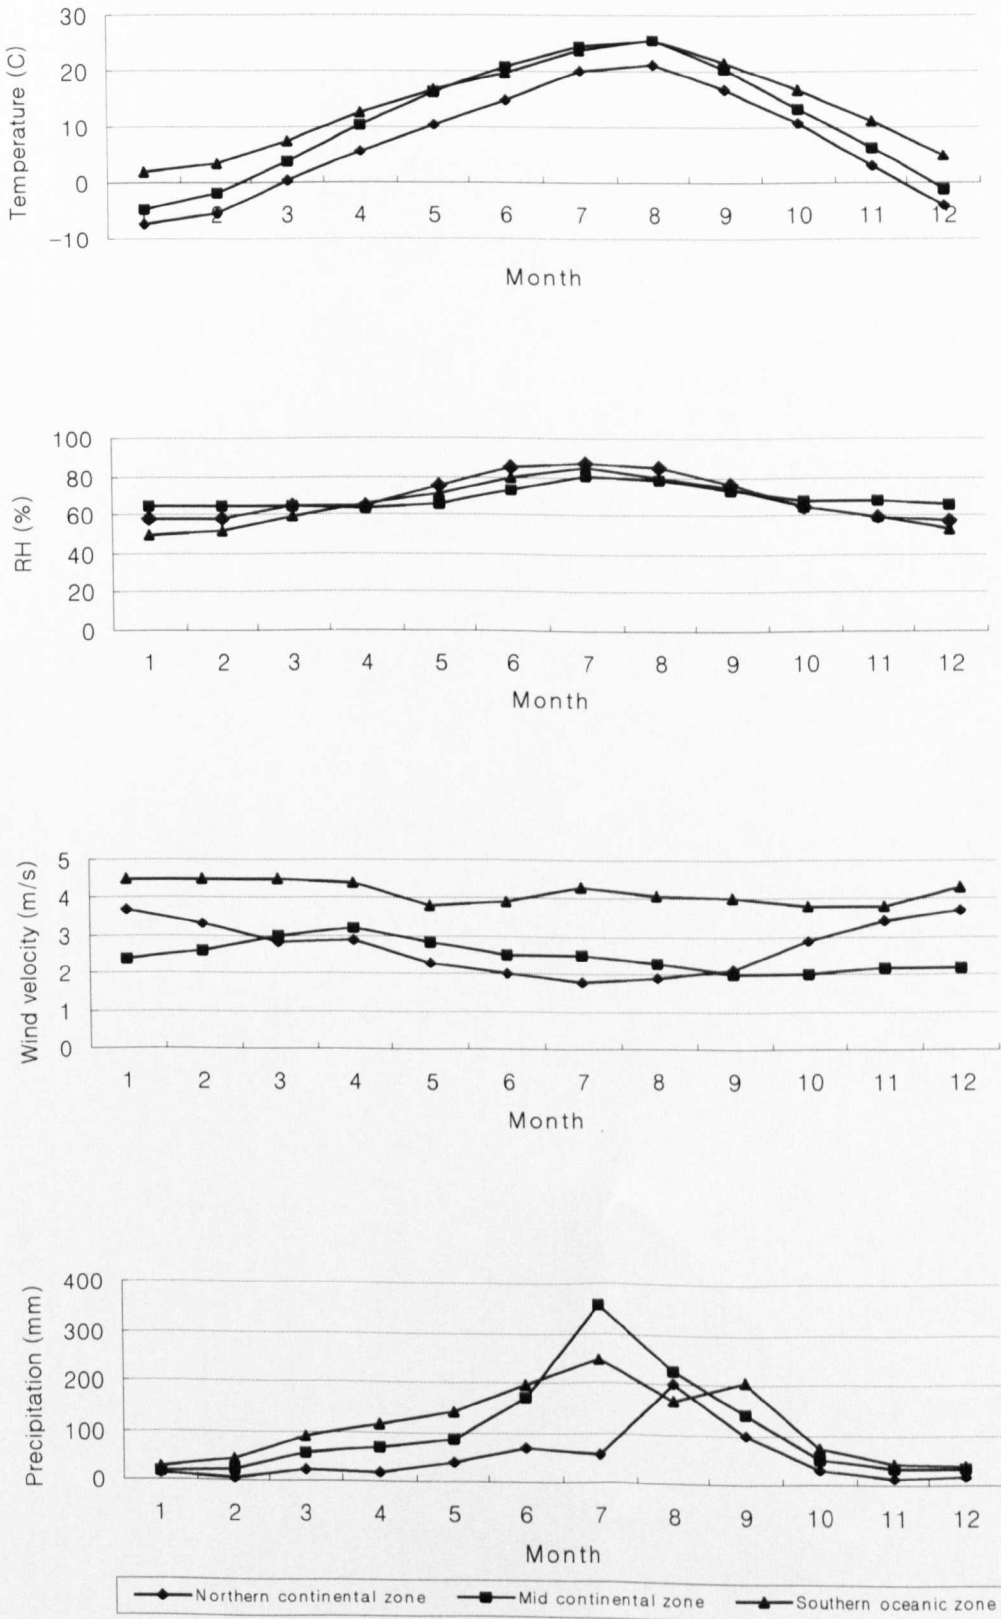 30
20
10
0
-10
Temperature (C)
2 3 4 5 6 7 8 9 10 11 12
Month
100
80
60
40
20
0
RH (%)
1 2 3 4 5 6 7 8 9 10 11 12
Month
5
4
3
2
1
0
Wind velocity (m/s)
1 2 3 4 5 6 7 8 9 10 11 12
Month
400
300
200
100
0
Precipitation (mm)
1 2 3 4 5 6 7 8 9 10 11 12
Month
Northern continental zone Mid continental zone Southern oceanic zone